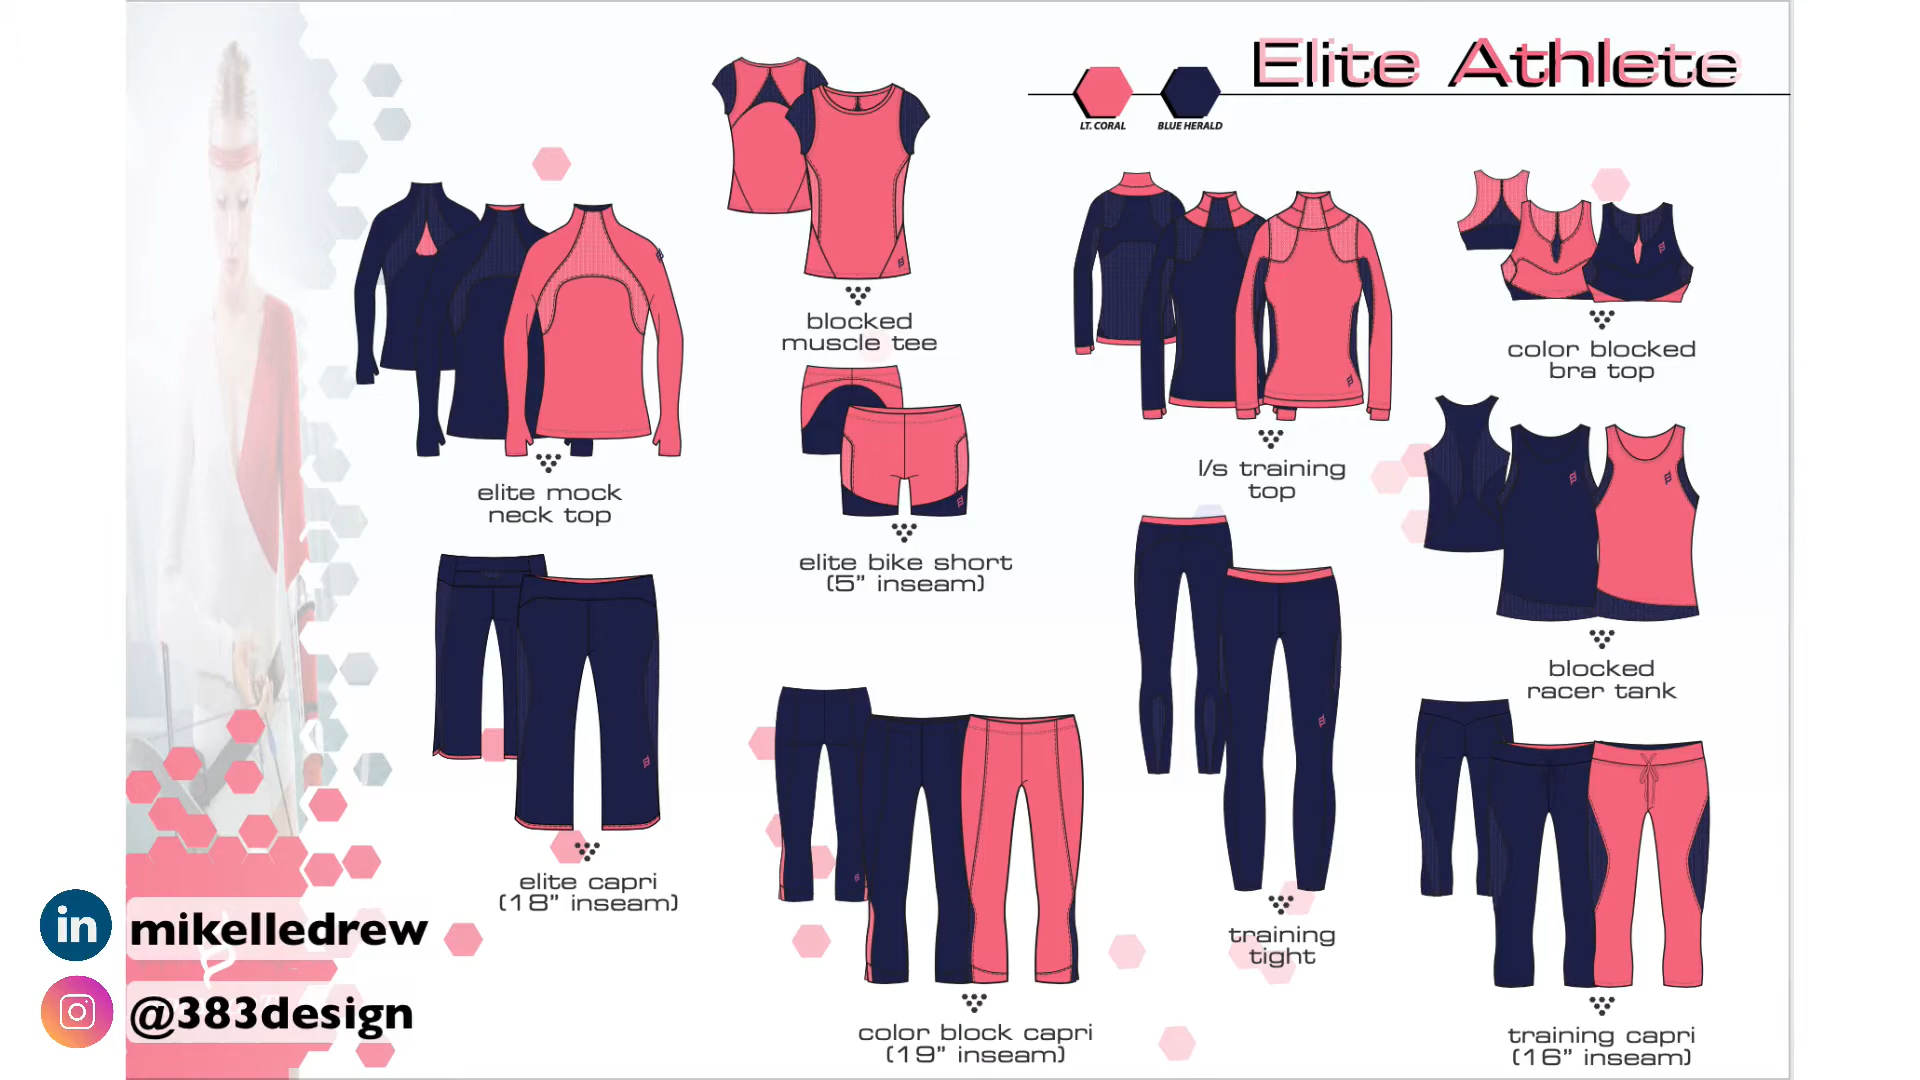 Elite Athlete
LT. CORAL
BLUE HERALD
blocked
muscle tee
color blocked
bra top
elite mock
neck top
l/s training
top
elite bike short
(5" inseam)
blocked
racer tank
elite capri
(18" inseam)
training
tight
color block capri
(19" inseam)
training capri
(16" inseam)
in
mikelledrew
@383design